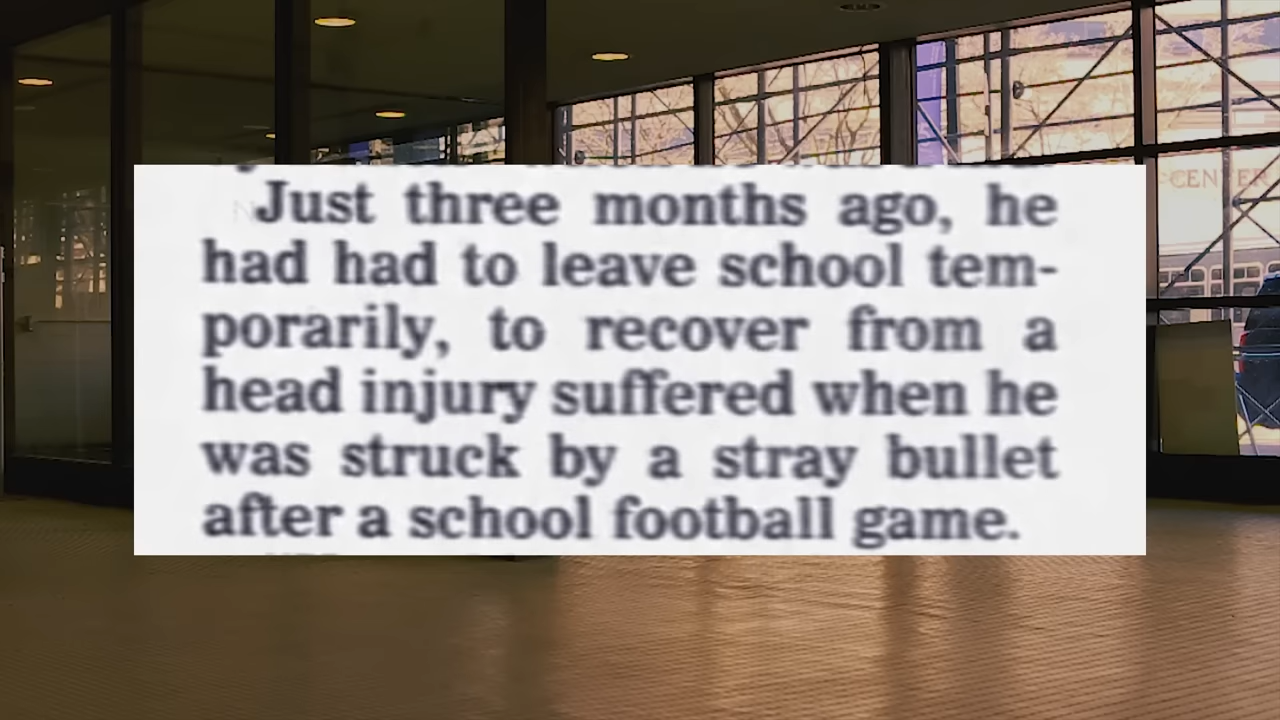 Just three months ago, he
had had to leave school tem-
porarily, to recover from a
head injury suffered when he
was struck by a stray bullet
after a school football game.
CENTER